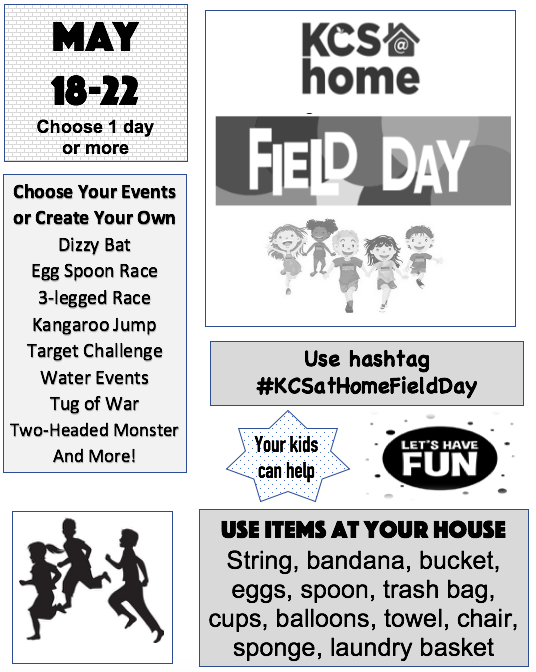 MAY
18-22
Choose 1 day
or more
KCS@
home
FIELD DAY
Choose Your Events
or Create Your Own
Dizzy Bat
Egg Spoon Race
3-legged Race
Kangaroo Jump
Target Challenge
Water Events
Tug of War
Two-Headed Monster
And More!
Use hashtag
#KCSatHomeFieldDay
Your kids
can help
LET'S HAVE
FUN
USE ITEMS AT YOUR HOUSE
String, bandana, bucket,
eggs, spoon, trash bag,
cups, balloons, towel, chair,
sponge, laundry basket